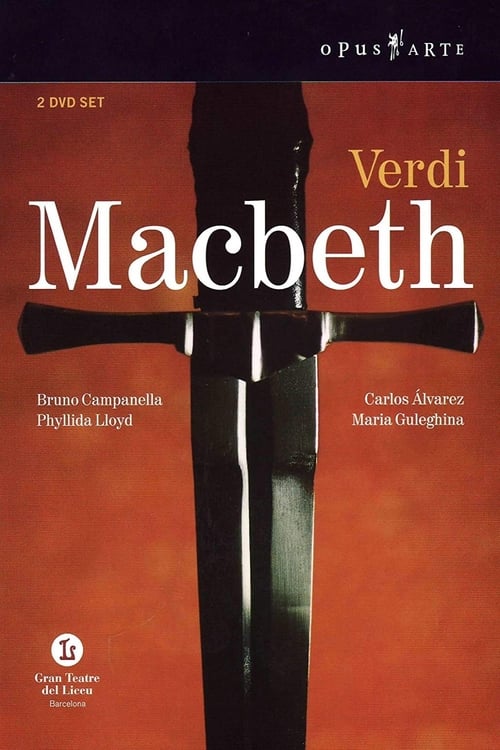 OPUS ARTE
2 DVD SET
Verdi
Macbeth
Bruno Campanella
Phyllida Lloyd
Carlos Álvarez
Maria Guleghina
Gran Teatre
del Liceu
Barcelona